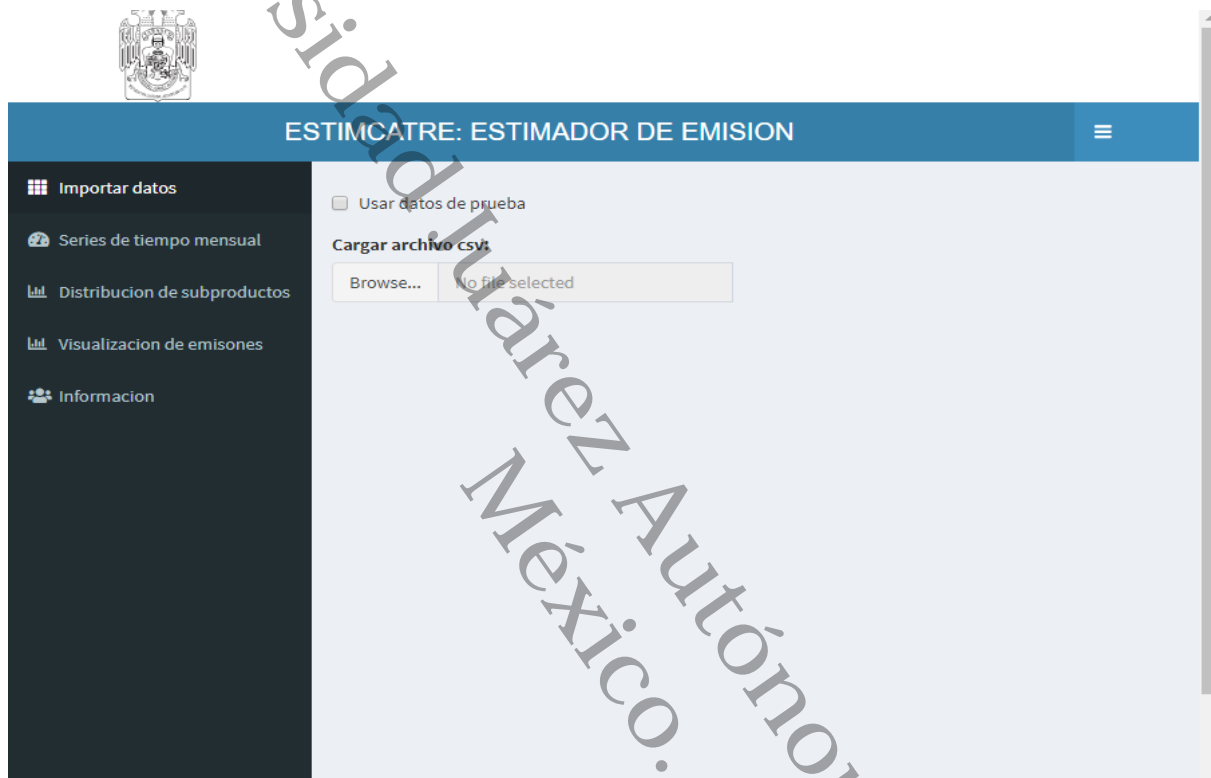 ESTIMCATRE: ESTIMADOR DE EMISION
Importar datos
Series de tiempo mensual
Distribucion de subproductos
Visualizacion de emisones
Informacion
Usar datos de prueba
Cargar archivo csv:
Browse... No file selected
sidad Juárez Autónom
México.